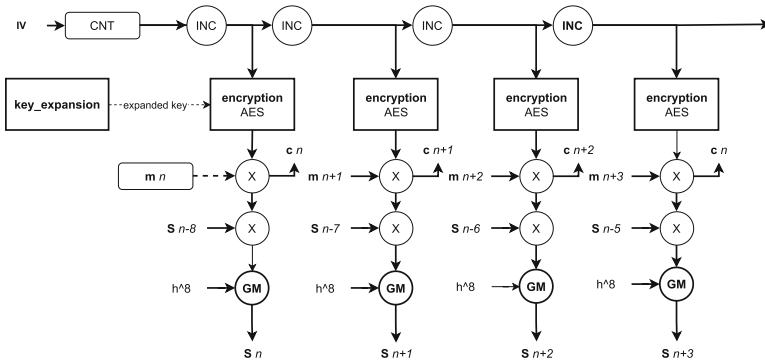 IV CNT INC INC INC INC
key_expansion expanded key encryption AES encryption AES encryption AES encryption AES
c n c n+1 c n+2 c n
m n X m n+1 X m n+2 X m n+3 X
S n-8 X S n-7 X S n-6 X S n-5 X
h^8 GM h^8 GM h^8 GM h^8 GM
S n S n+1 S n+2 S n+3